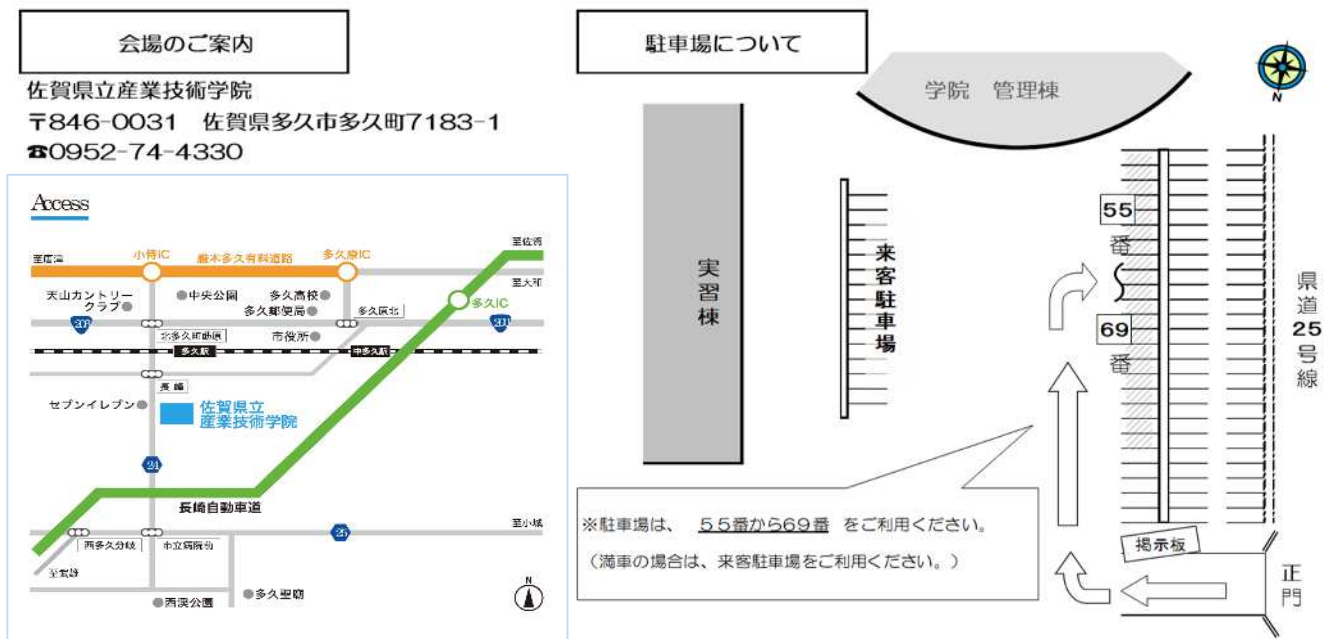 会場のご案内
佐賀県立産業技術学院
〒846-0031　佐賀県多久市多久町7183-1
☎0952-74-4330
Access
至唐津
小侍IC
厳木多久有料道路
多久原IC
至佐賀
至大和
天山カントリー
クラブ
中央公園
多久高校
多久郵便局
多久原北
多久IC
203
203
北多久町砂原
市役所
多久駅
中多久駅
長崎
セブンイレブン
佐賀県立
産業技術学院
24
長崎自動車道
25
至小城
西多久分岐
市立病院前
至武雄
西渓公園
多久聖廟
N
駐車場について
学院　管理棟
N
実習棟
来客駐車場
55
番
69
番
県道25号線
※駐車場は、 55番から69番 をご利用ください。
（満車の場合は、来客駐車場をご利用ください。）
掲示板
正門